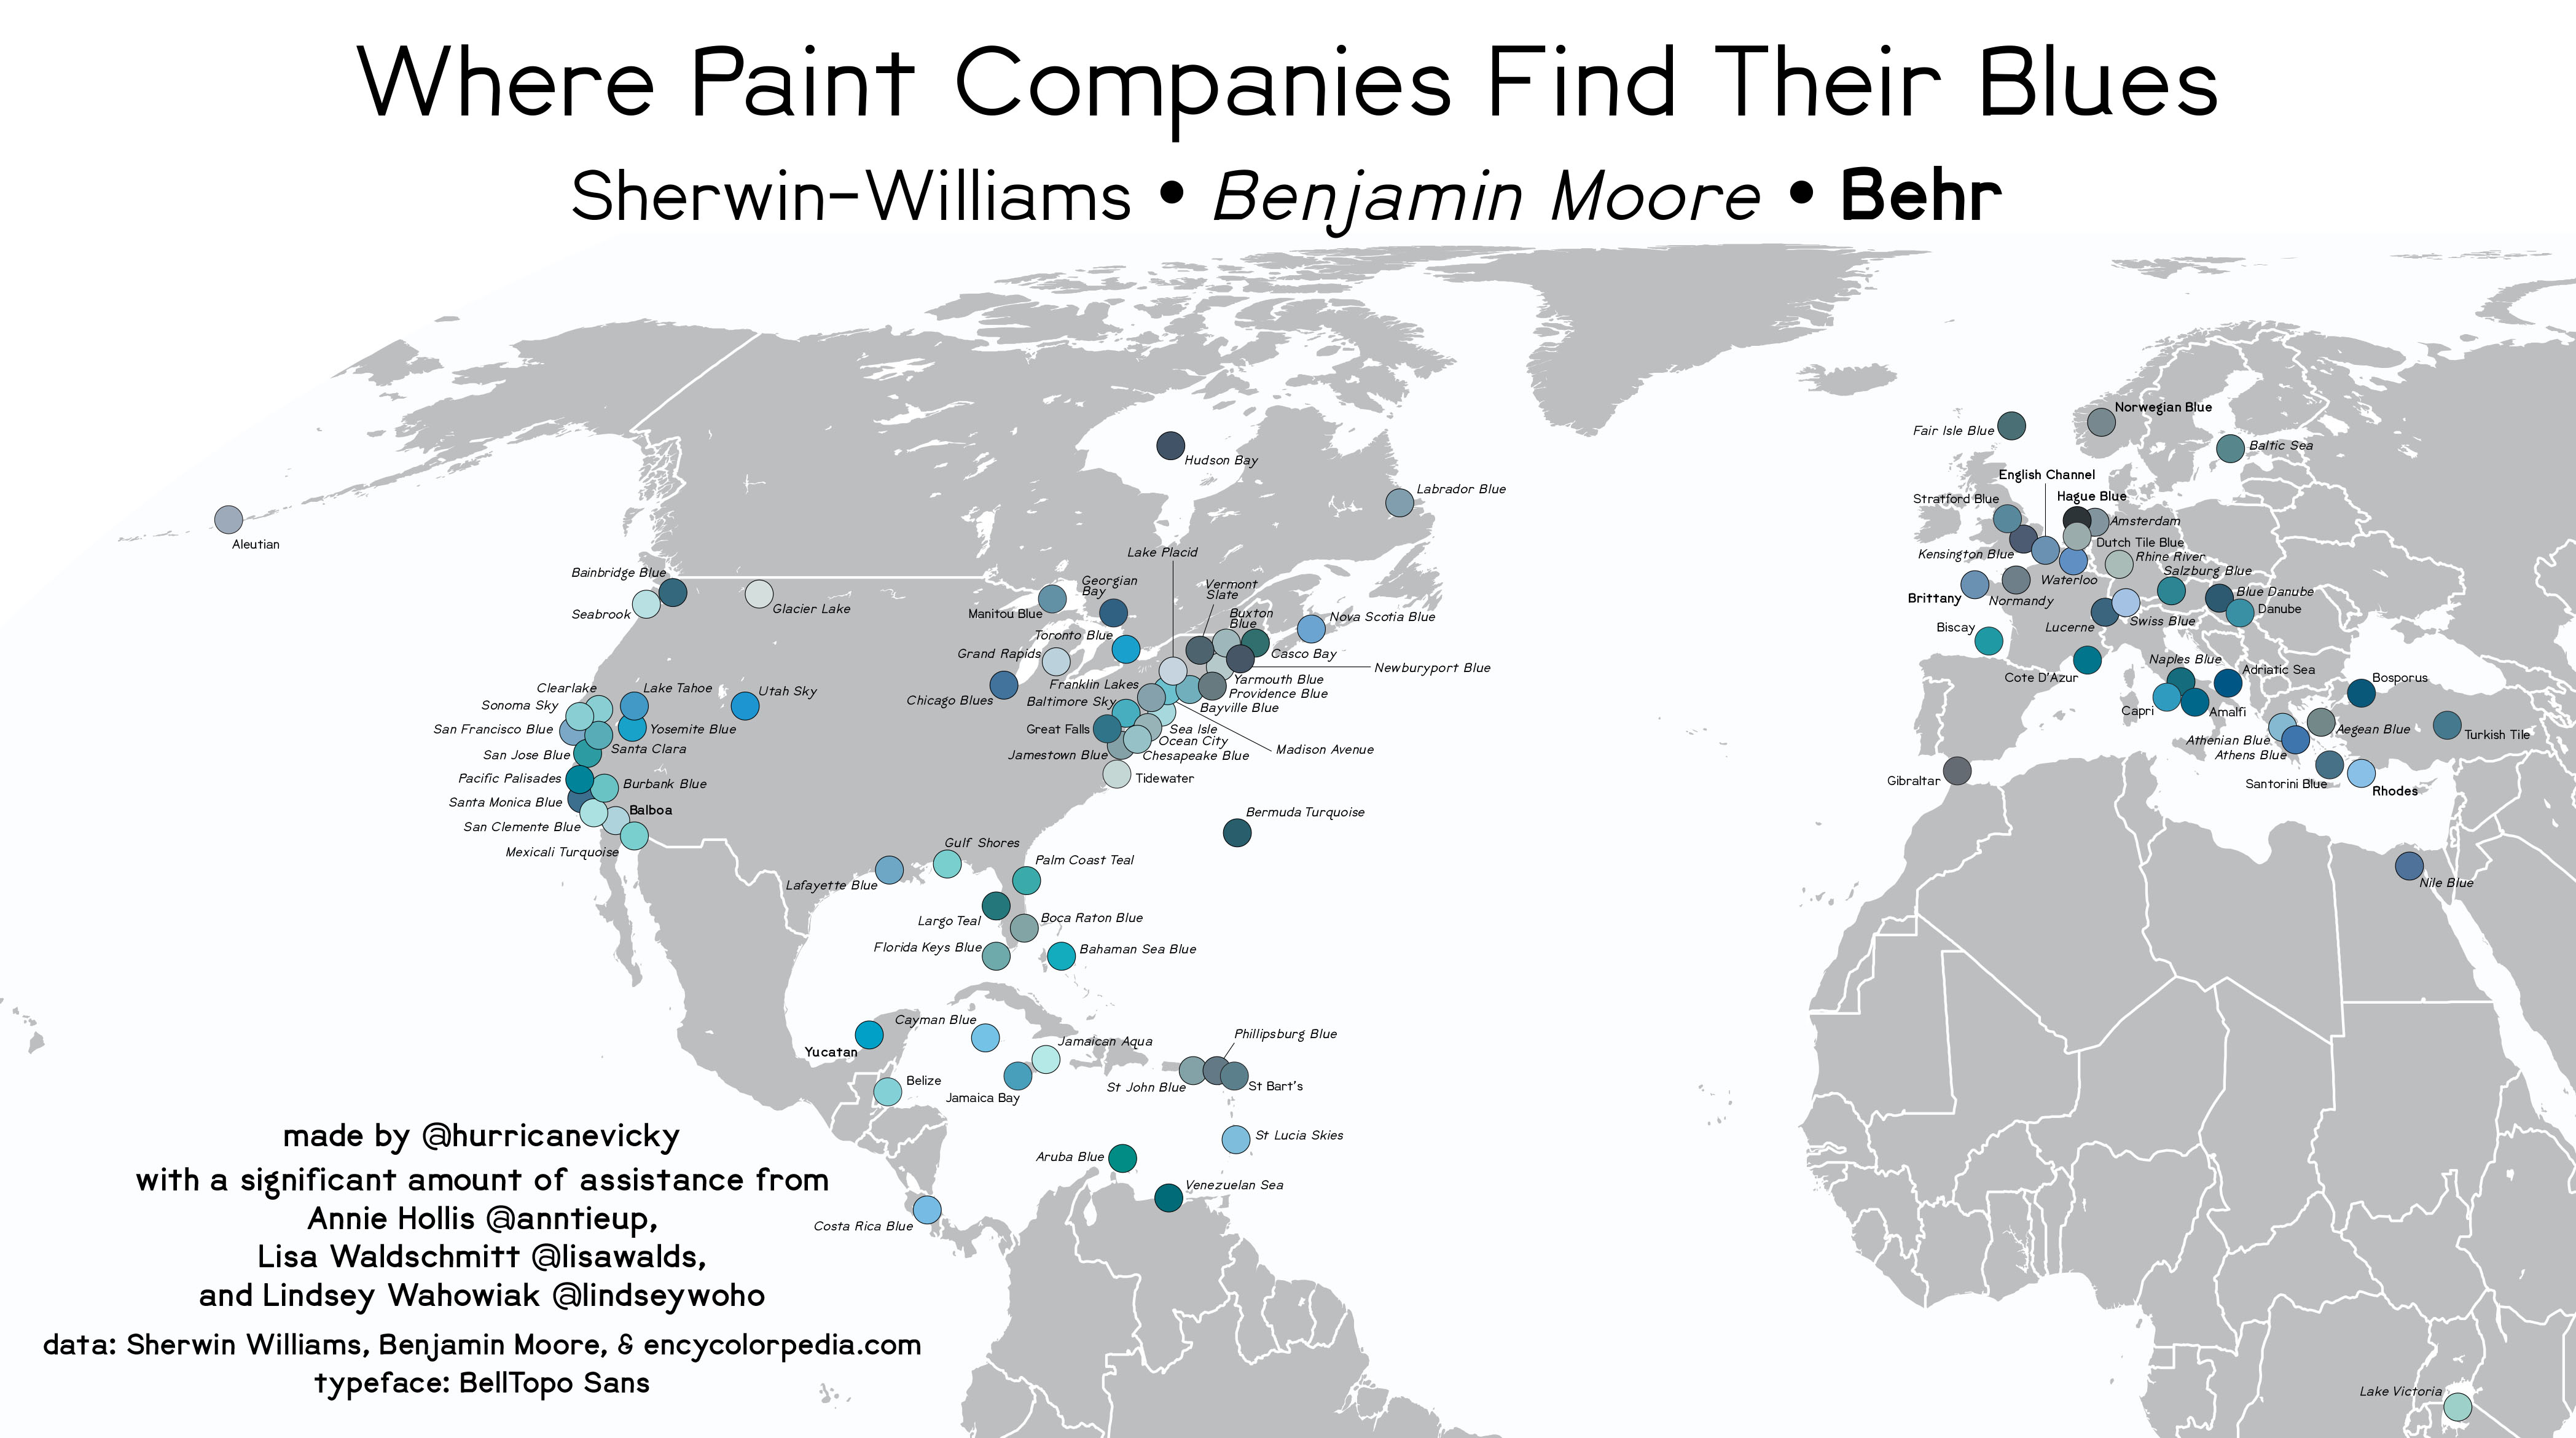 Where Paint Companies Find Their Blues
Sherwin-Williams • Benjamin Moore • Behr
Aleutian
Bainbridge Blue
Seabrook
Glacier Lake
Hudson Bay
Labrador Blue
Manitou Blue
Georgian
Bay
Toronto Blue
Grand Rapids
Chicago Blues
Lake Placid
Vermont
Slate
Buxton
Blue
Nova Scotia Blue
Casco Bay
Newburyport Blue
Yarmouth Blue
Providence Blue
Bayville Blue
Franklin Lakes
Baltimore Sky
Great Falls
Sea Isle
Ocean City
Madison Avenue
Jamestown Blue
Chesapeake Blue
Tidewater
Clearlake
Lake Tahoe
Utah Sky
Sonoma Sky
San Francisco Blue
Yosemite Blue
Santa Clara
San Jose Blue
Pacific Palisades
Burbank Blue
Santa Monica Blue
Balboa
San Clemente Blue
Mexicali Turquoise
Bermuda Turquoise
Gulf Shores
Lafayette Blue
Palm Coast Teal
Largo Teal
Boca Raton Blue
Florida Keys Blue
Bahaman Sea Blue
Cayman Blue
Yucatan
Jamaican Aqua
Belize
Jamaica Bay
Phillipsburg Blue
St John Blue
St Bart's
St Lucia Skies
Aruba Blue
Venezuelan Sea
Costa Rica Blue
Norwegian Blue
Fair Isle Blue
Baltic Sea
English Channel
Stratford Blue
Hague Blue
Amsterdam
Dutch Tile Blue
Kensington Blue
Rhine River
Waterloo
Salzburg Blue
Brittany
Normandy
Blue Danube
Danube
Biscay
Lucerne
Swiss Blue
Cote D'Azur
Naples Blue
Adriatic Sea
Bosporus
Capri
Amalfi
Aegean Blue
Turkish Tile
Athenian Blue
Athens Blue
Gibraltar
Santorini Blue
Rhodes
Nile Blue
Lake Victoria
made by @hurricanevicky
with a significant amount of assistance from
Annie Hollis @anntieup,
Lisa Waldschmitt @lisawalds,
and Lindsey Wahowiak @lindseywoho
data: Sherwin Williams, Benjamin Moore, & encycolorpedia.com
typeface: BellTopo Sans